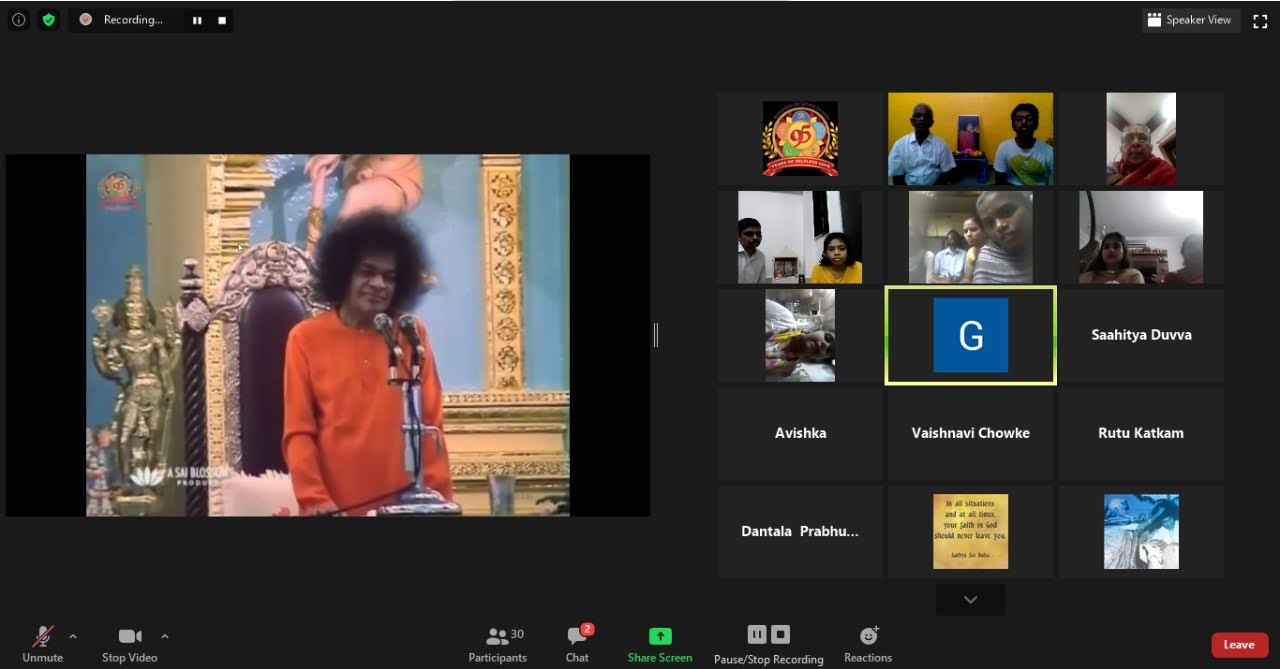 Recording...
Speaker View
95
YEARS OF SELFLESS LOVE
95
A SAI BLOSSOM
PRODUCT
G
Saahitya Duvva
Avishka
Vaishnavi Chowke
Rutu Katkam
Dantala Prabhu...
In all situations
and at all times,
your faith in God
should never leave you.
- Sathya Sai Baba -
Unmute
Stop Video
30
Participants
2
Chat
Share Screen
Pause/Stop Recording
Reactions
Leave